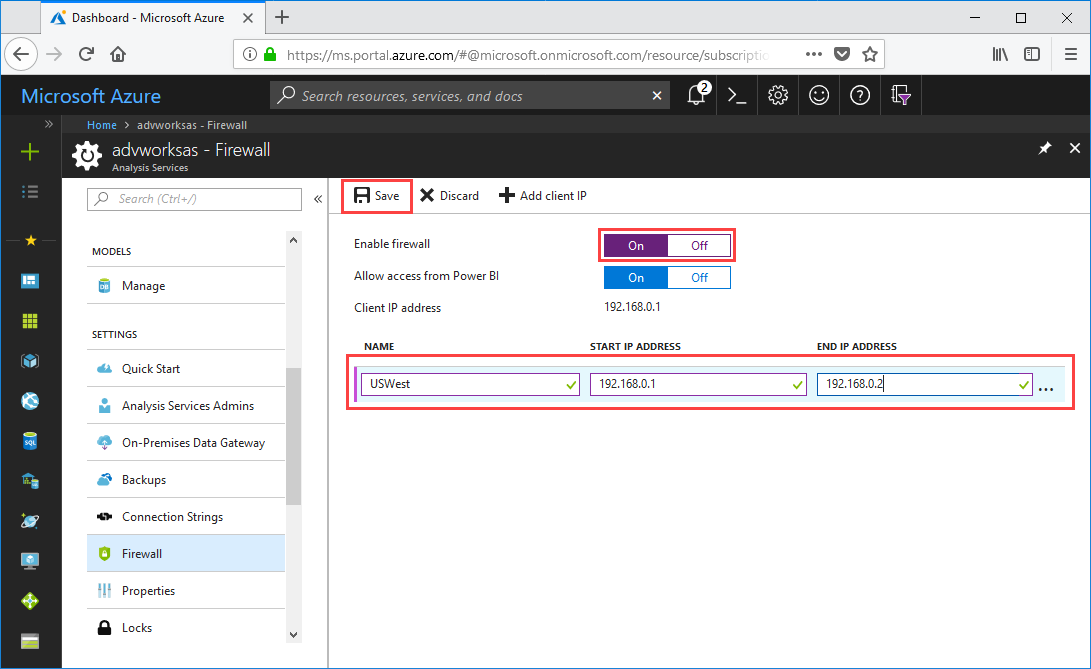 Dashboard - Microsoft Azure
https://ms.portal.azure.com/#@microsoft.onmicrosoft.com/resource/subscriptio
Microsoft Azure
Search resources, services, and docs
2
Home > advworksas - Firewall
advworksas - Firewall
Analysis Services
Search (Ctrl+/)
Save
Discard
Add client IP
MODELS
Manage
SETTINGS
Quick Start
Analysis Services Admins
On-Premises Data Gateway
Backups
Connection Strings
Firewall
Properties
Locks
Enable firewall
On Off
Allow access from Power BI
On Off
Client IP address
192.168.0.1
NAME START IP ADDRESS END IP ADDRESS
USWest 192.168.0.1 192.168.0.2